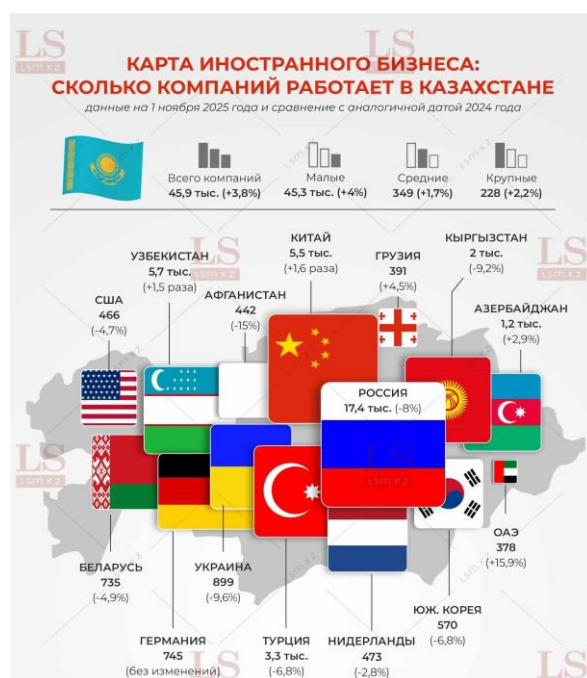 LS
LSM.KZ
LS
LSM.KZ
КАРТА ИНОСТРАННОГО БИЗНЕСА:
СКОЛЬКО КОМПАНИЙ РАБОТАЕТ В КАЗАХСТАНЕ
данные на 1 ноября 2025 года и сравнение с аналогичной датой 2024 года
Всего компаний
45,9 тыс. (+3,8%)
Малые
45,3 тыс. (+4%)
Средние
349 (+1,7%)
Крупные
228 (+2,2%)
УЗБЕКИСТАН
5,7 тыс.
(+1,5 раза)
КИТАЙ
5,5 тыс.
(+1,6 раза)
ГРУЗИЯ
391
(+4,5%)
КЫРГЫЗСТАН
2 тыс.
(-9,2%)
США
466
(-4,7%)
АФГАНИСТАН
442
(-15%)
АЗЕРБАЙДЖАН
1,2 тыс.
(+2,9%)
РОССИЯ
17,4 тыс. (-8%)
БЕЛАРУСЬ
735
(-4,9%)
УКРАИНА
899
(-9,6%)
ОАЭ
378
(+15,9%)
ГЕРМАНИЯ
745
(без изменений)
ТУРЦИЯ
3,3 тыс.
(-6,8%)
НИДЕРЛАНДЫ
473
(-2,8%)
ЮЖ. КОРЕЯ
570
(-6,8%)